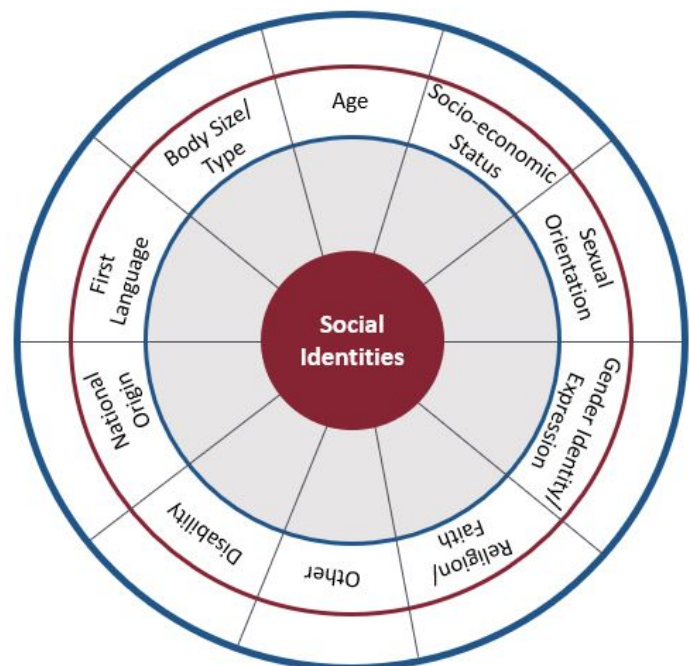 Social
Identities
Age
Socio-economic
Status
Sexual
Orientation
Gender Identity/
Expression
Religion/
Faith
Other
Disability
National
Origin
First
Language
Body Size/
Type